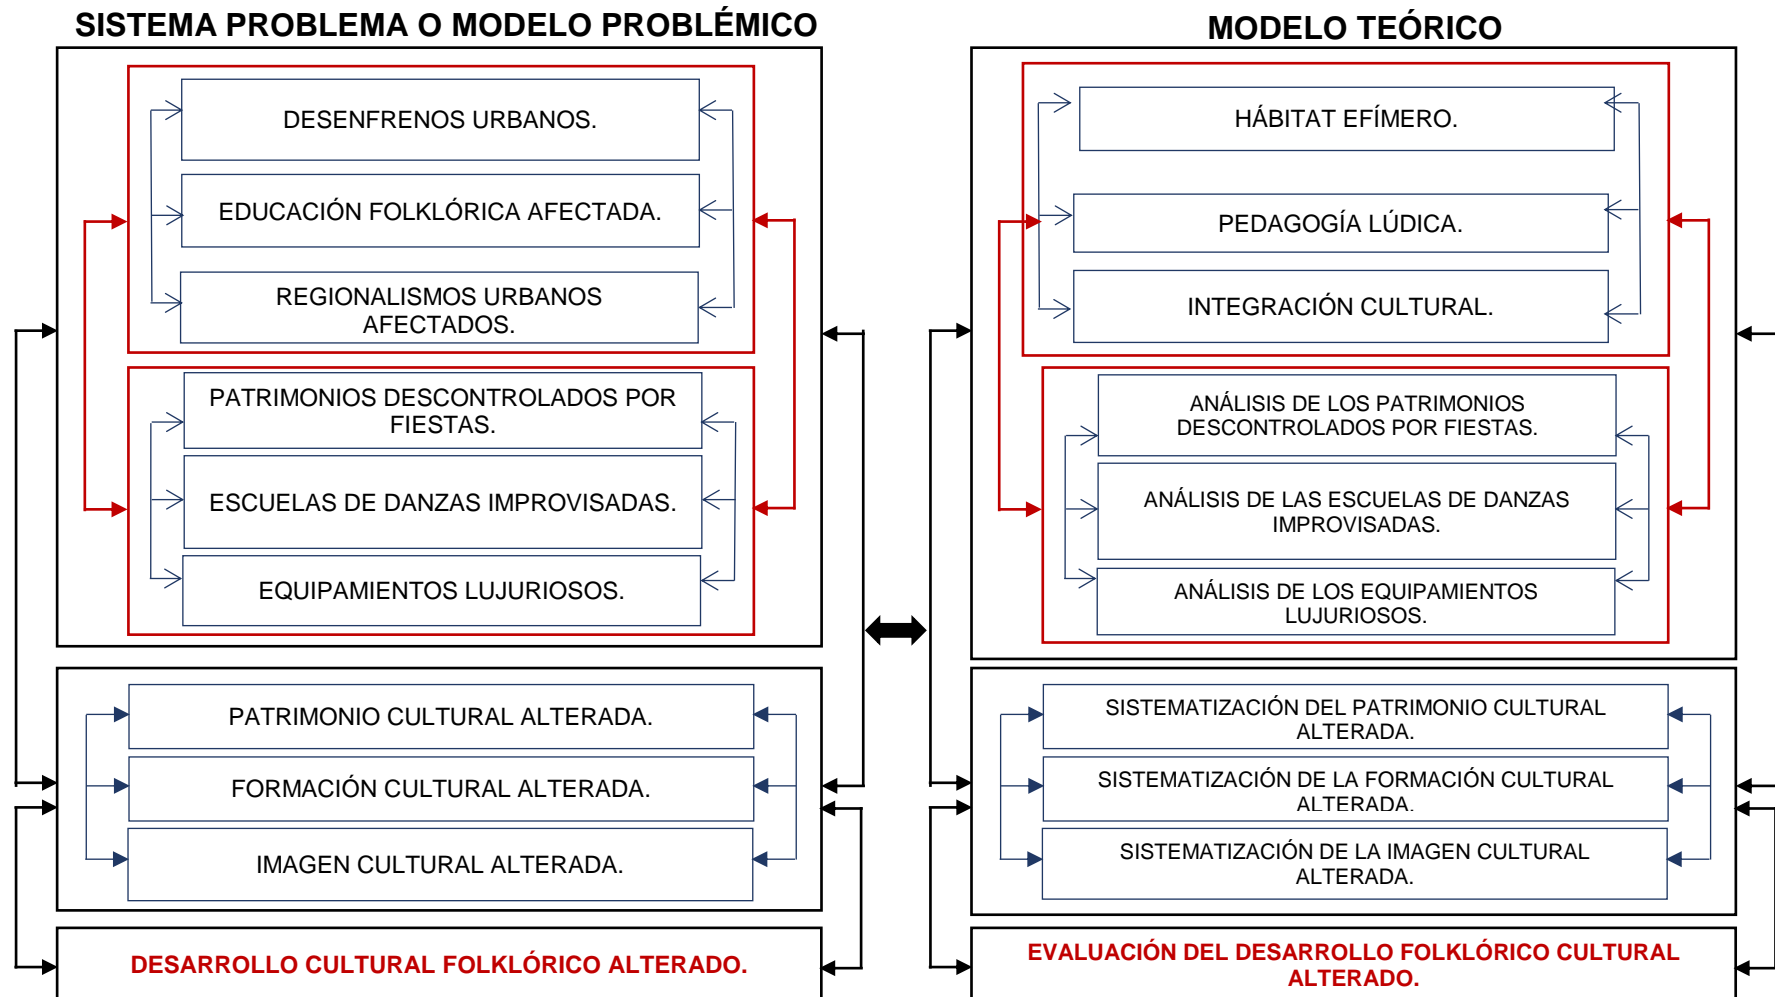 SISTEMA PROBLEMA O MODELO PROBLÉMICO
DESENFRENOS URBANOS.
EDUCACIÓN FOLKLÓRICA AFECTADA.
REGIONALISMOS URBANOS
AFECTADOS.
PATRIMONIOS DESCONTROLADOS POR
FIESTAS.
ESCUELAS DE DANZAS IMPROVISADAS.
EQUIPAMIENTOS LUJURIOSOS.
PATRIMONIO CULTURAL ALTERADA.
FORMACIÓN CULTURAL ALTERADA.
IMAGEN CULTURAL ALTERADA.
DESARROLLO CULTURAL FOLKLÓRICO ALTERADO.
MODELO TEÓRICO
HÁBITAT EFÍMERO.
PEDAGOGÍA LÚDICA.
INTEGRACIÓN CULTURAL.
ANÁLISIS DE LOS PATRIMONIOS
DESCONTROLADOS POR FIESTAS.
ANÁLISIS DE LAS ESCUELAS DE DANZAS
IMPROVISADAS.
ANÁLISIS DE LOS EQUIPAMIENTOS
LUJURIOSOS.
SISTEMATIZACIÓN DEL PATRIMONIO CULTURAL
ALTERADA.
SISTEMATIZACIÓN DE LA FORMACIÓN CULTURAL
ALTERADA.
SISTEMATIZACIÓN DE LA IMAGEN CULTURAL
ALTERADA.
EVALUACIÓN DEL DESARROLLO FOLKLÓRICO CULTURAL
ALTERADO.